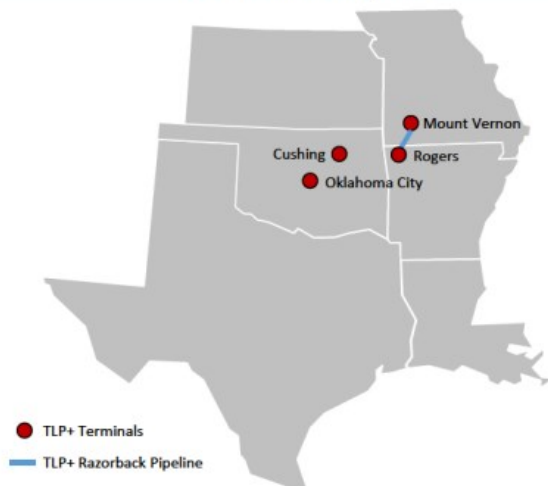 Mount Vernon
Cushing
Rogers
Oklahoma City
TLP+ Terminals
TLP+ Razorback Pipeline